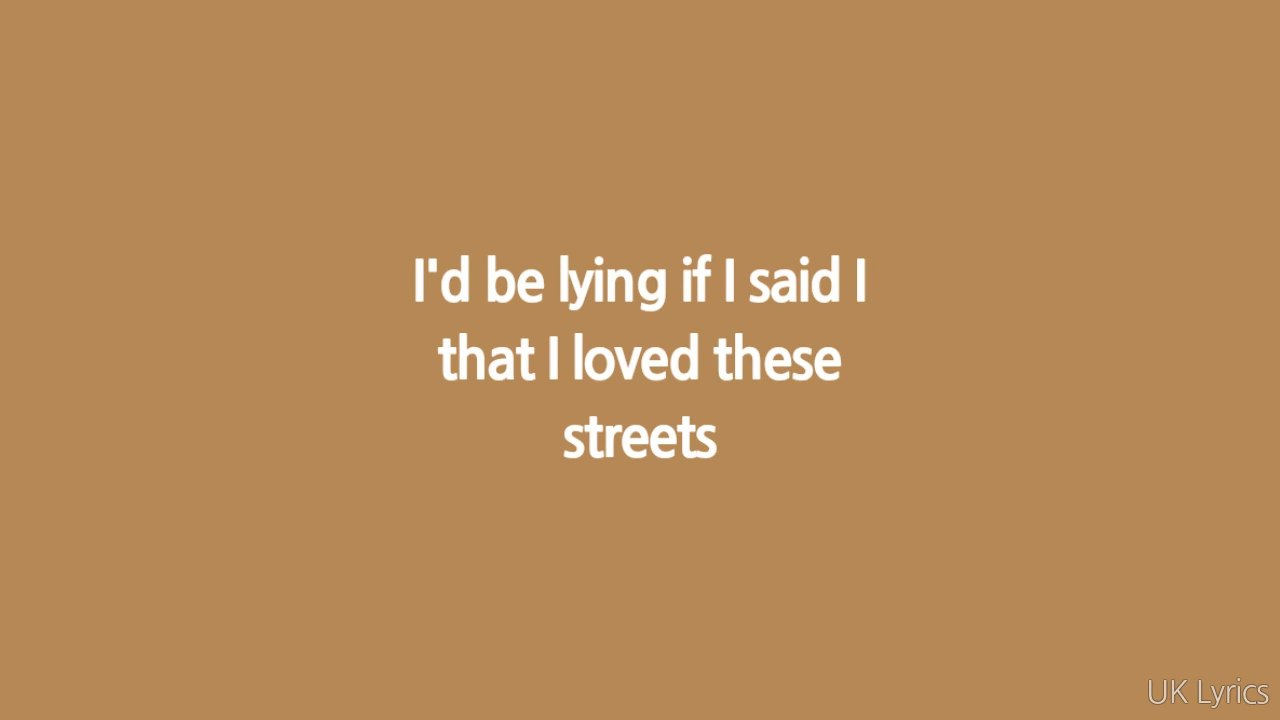 I'd be lying if I said I
that I loved these
streets
UK Lyrics